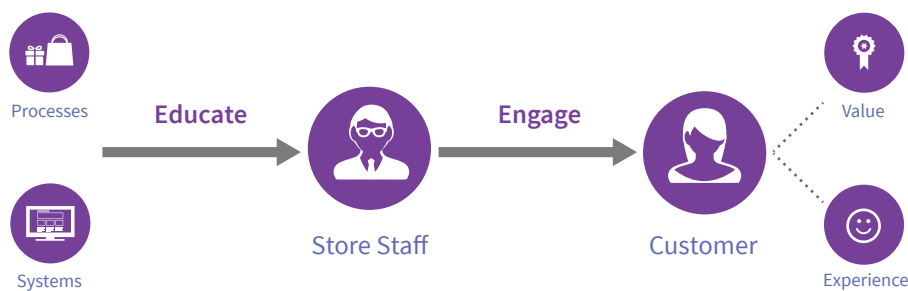 Processes
Systems
Educate
Store Staff
Engage
Customer
Value
Experience